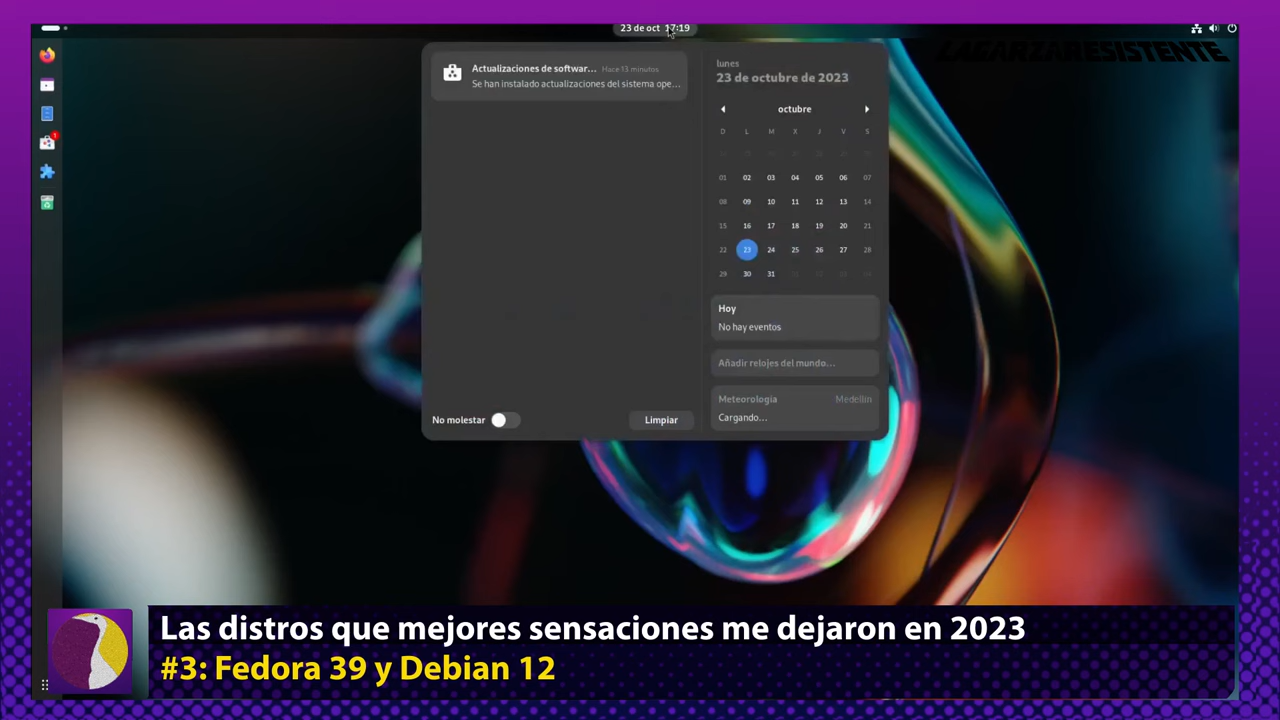 23 de oct 17:19
LAGARZARESISTENTE
Actualizaciones de softwar... Hace 13 minutos
Se han instalado actualizaciones del sistema ope...
lunes
23 de octubre de 2023
octubre
D L M X J V S
01 02 03 04 05 06 07
08 09 10 11 12 13 14
15 16 17 18 19 20 21
22 23 24 25 26 27 28
29 30 31
Hoy
No hay eventos
Añadir relojes del mundo...
Meteorología Medellín
Cargando...
No molestar
Limpiar
Las distros que mejores sensaciones me dejaron en 2023
#3: Fedora 39 y Debian 12